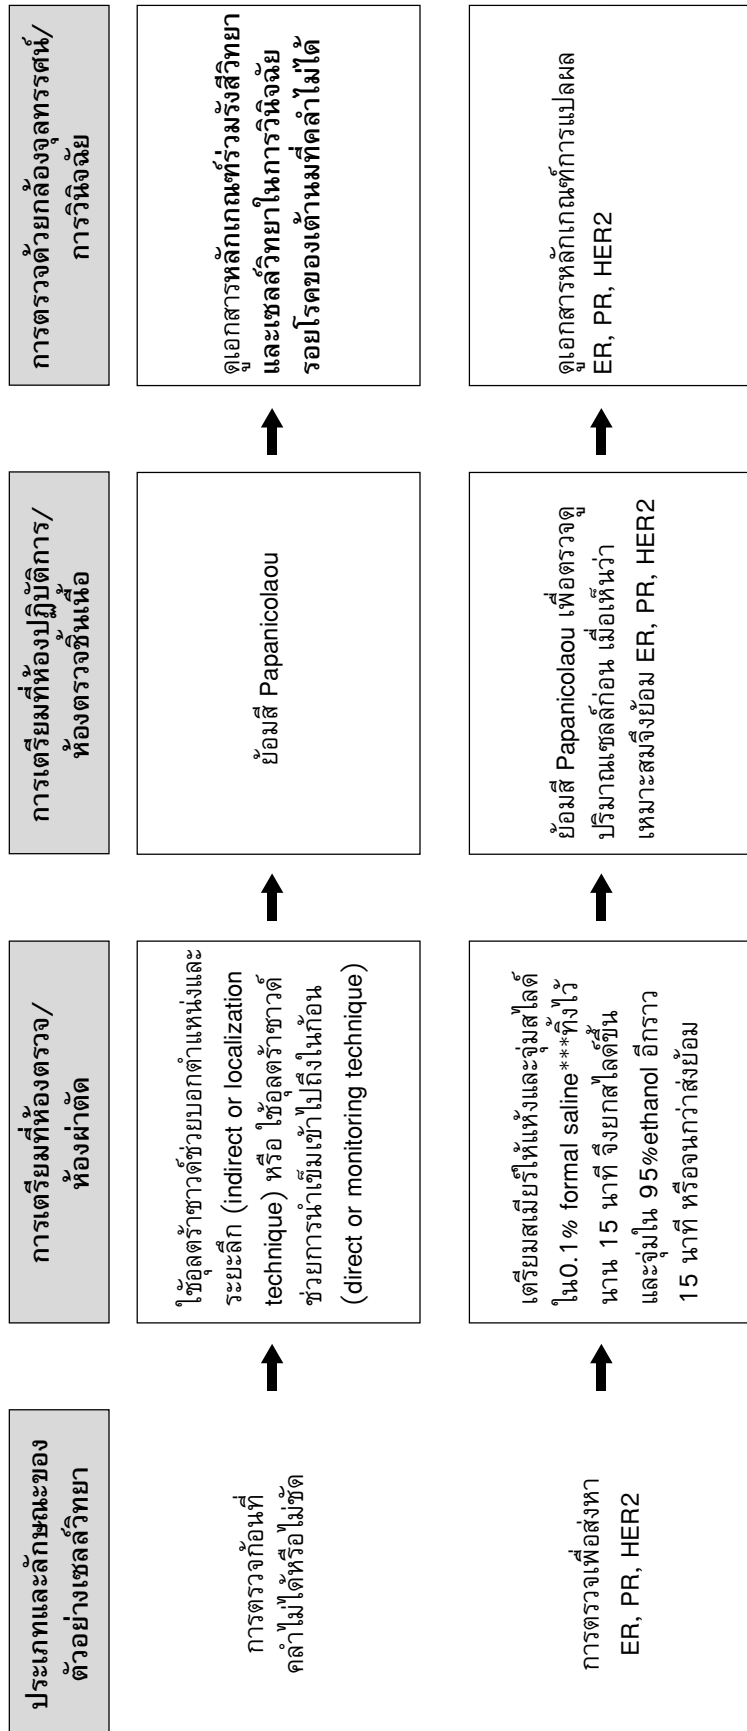 ประเภทและลักษณะของ
ตัวอย่างเซลล์วิทยา
การเตรียมที่ห้องตรวจ/
ห้องผ่าตัด
การเตรียมที่ห้องปฏิบัติการ/
ห้องตรวจชิ้นเนื้อ
การตรวจด้วยกล้องจุลทรรศน์/
การวินิจฉัย
การตรวจก้อนที่
คลำไม่ได้หรือไม่ชัด
ใช้อุลตร้าซาวด์ช่วยบอกตำแหน่งและ
ระยะลึก (indirect or localization
technique) หรือ ใช้อุลตร้าซาวด์
ช่วยการนำเข็มเข้าไปถึงในก้อน
(direct or monitoring technique)
ย้อมสี Papanicolaou
ดูเอกสารหลักเกณฑ์ร่วมรังสีวิทยา
และเซลล์วิทยาในการวินิจฉัย
รอยโรคของเต้านมที่คลำไม่ได้
การตรวจเพื่อส่งหา
ER, PR, HER2
เตรียมสเมียร์ให้แห้งและจุ่มสไลด์
ใน0.1% formal saline***ทิ้งไว้
นาน 15 นาที จึงยกสไลด์ขึ้น
และจุ่มใน 95%ethanol อีกราว
15 นาที หรือจนกว่าส่งย้อม
ย้อมสี Papanicolaou เพื่อตรวจดู
ปริมาณเซลล์ก่อน เมื่อเห็นว่า
เหมาะสมจึงย้อม ER, PR, HER2
ดูเอกสารหลักเกณฑ์การแปลผล
ER, PR, HER2